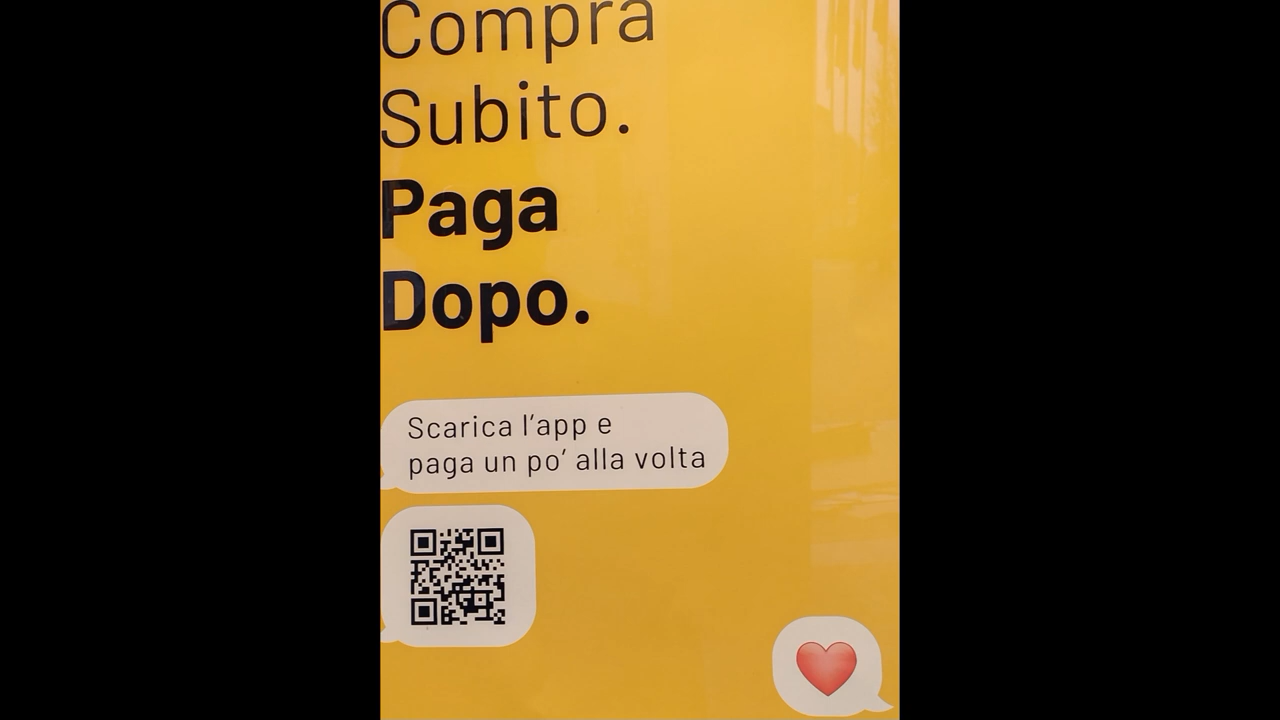 Compra
Subito.
Paga
Dopo.
Scarica l'app e
paga un po' alla volta